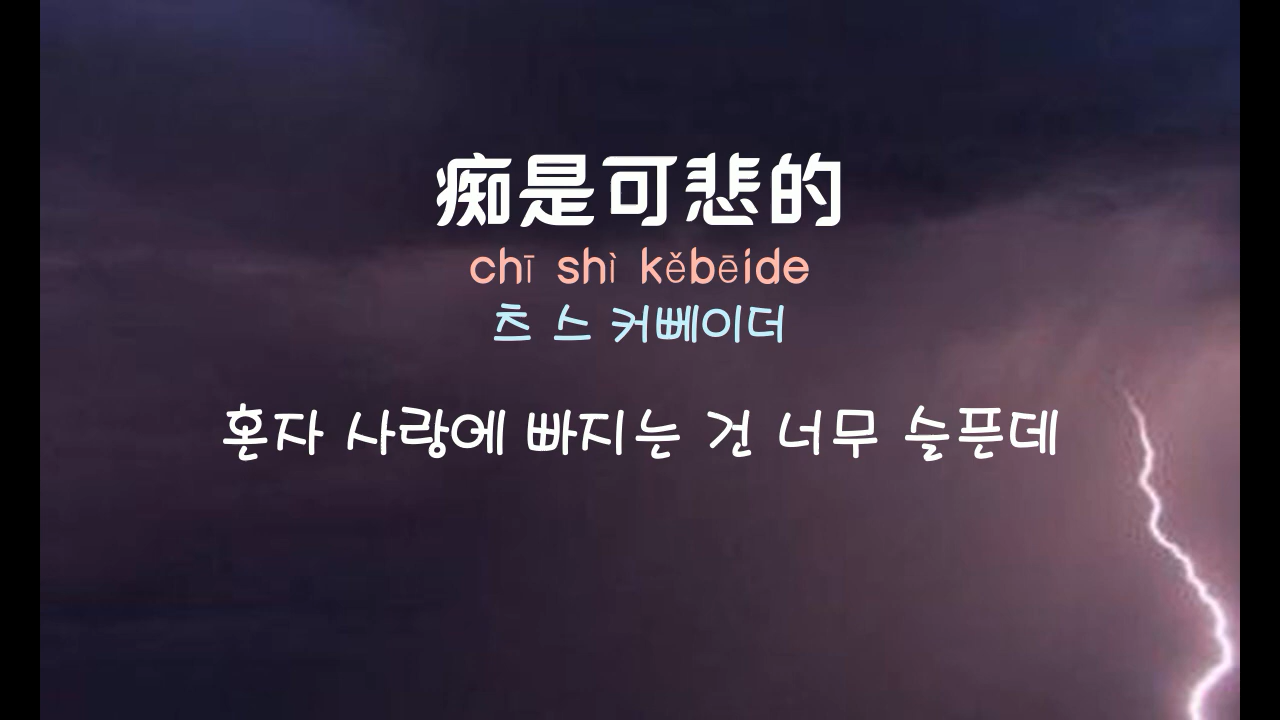 痴是可悲的
chī shì kěbēide
츠 스 커뻬이더
혼자 사랑에 빠지는 건 너무 슬픈데